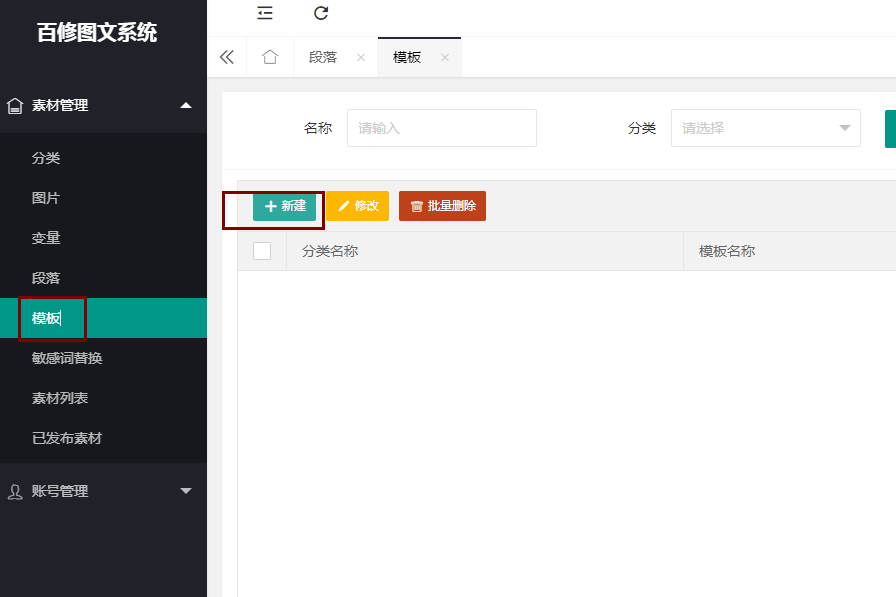 百修图文系统
素材管理
分类
图片
变量
段落
模板
敏感词替换
素材列表
已发布素材
账号管理
段落
模板
名称
请输入
分类
请选择
新建
修改
批量删除
分类名称
模板名称